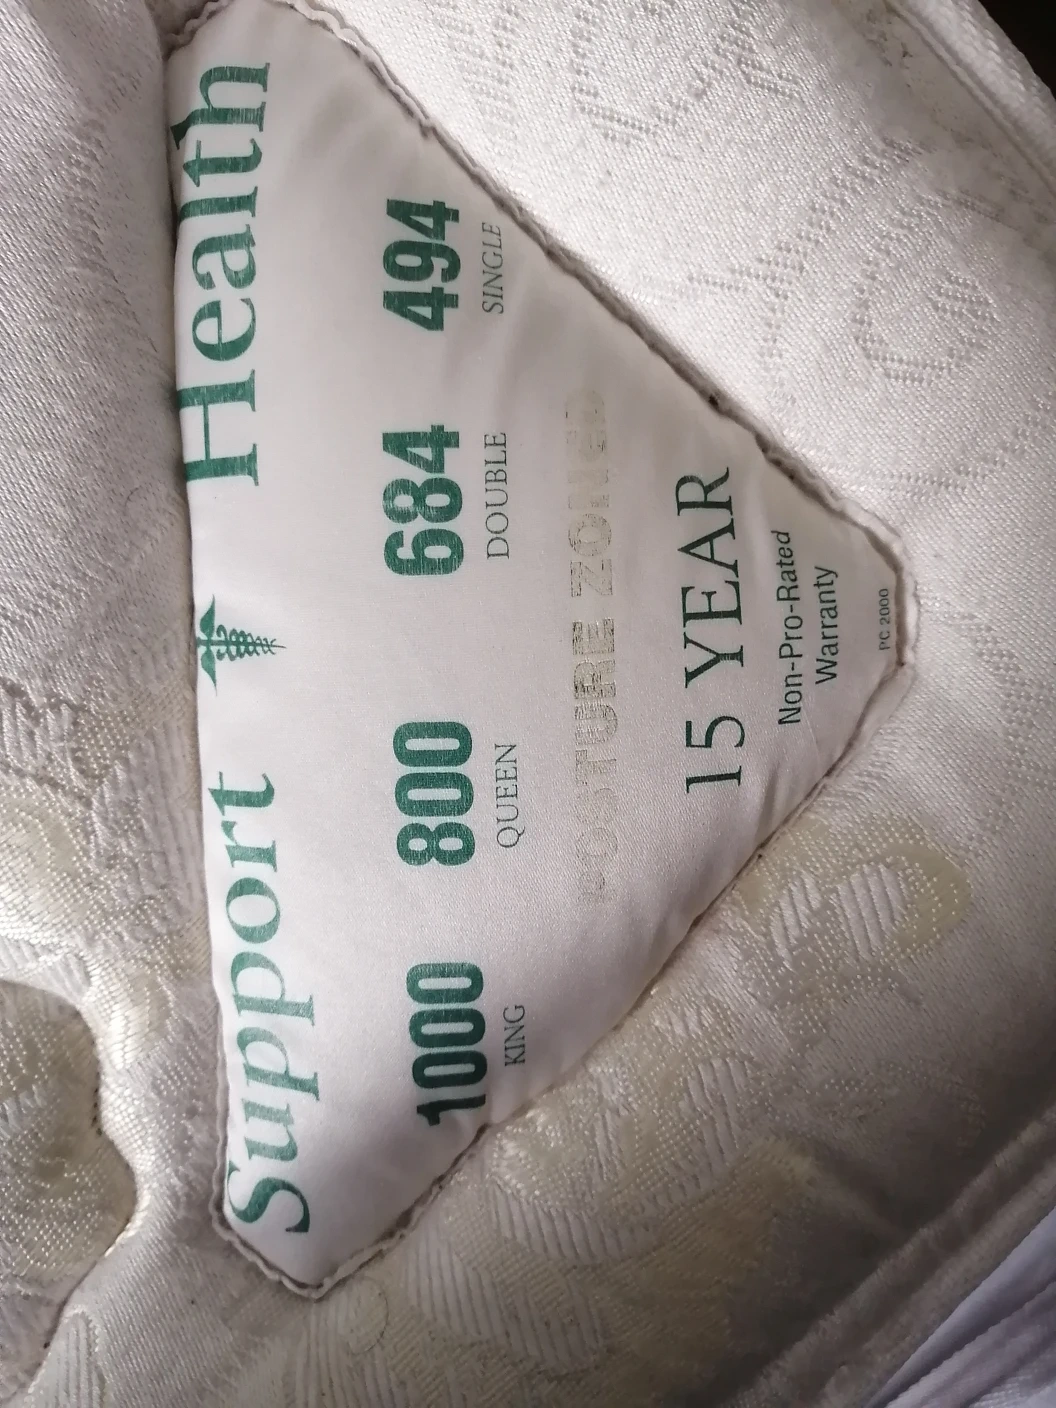 Support Health
1000 800 684 494
KING QUEEN DOUBLE SINGLE
POSTURE ZONED
15 YEAR
Non-Pro-Rated
Warranty
PC 2000